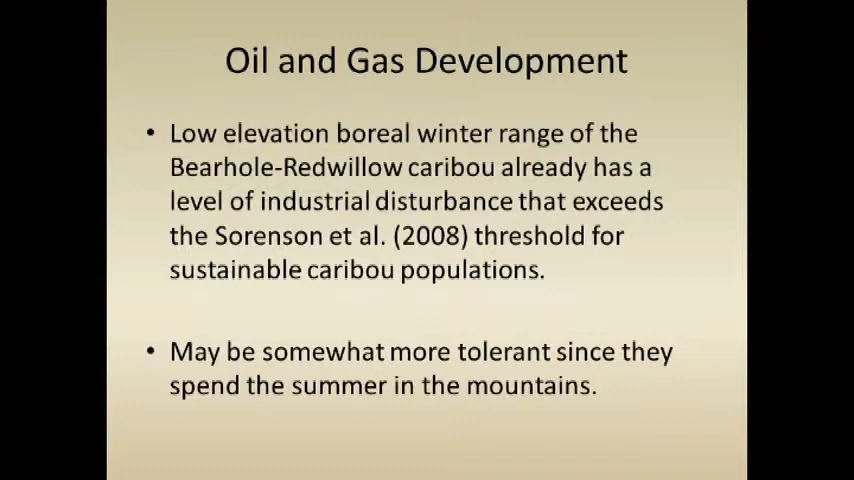 Oil and Gas Development
• Low elevation boreal winter range of the
Bearhole-Redwillow caribou already has a
level of industrial disturbance that exceeds
the Sorenson et al. (2008) threshold for
sustainable caribou populations.
• May be somewhat more tolerant since they
spend the summer in the mountains.